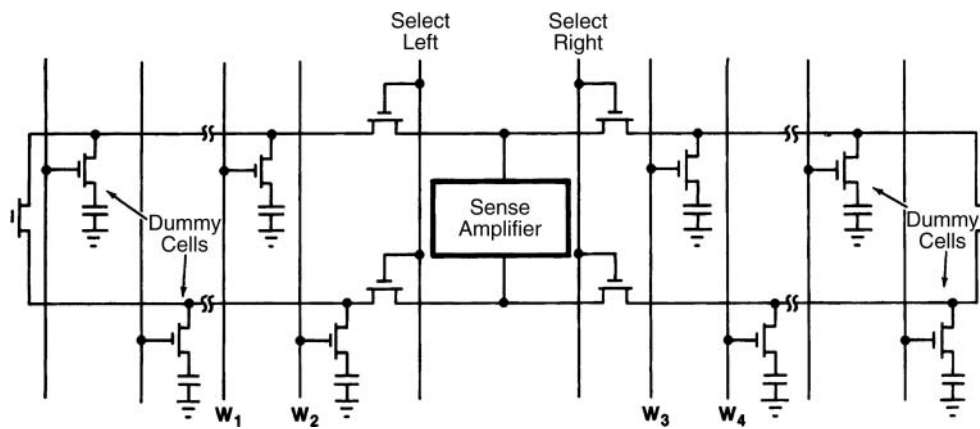 Select
Left
Select
Right
Sense
Amplifier
Dummy
Cells
Dummy
Cells
W1
W2
W3
W4